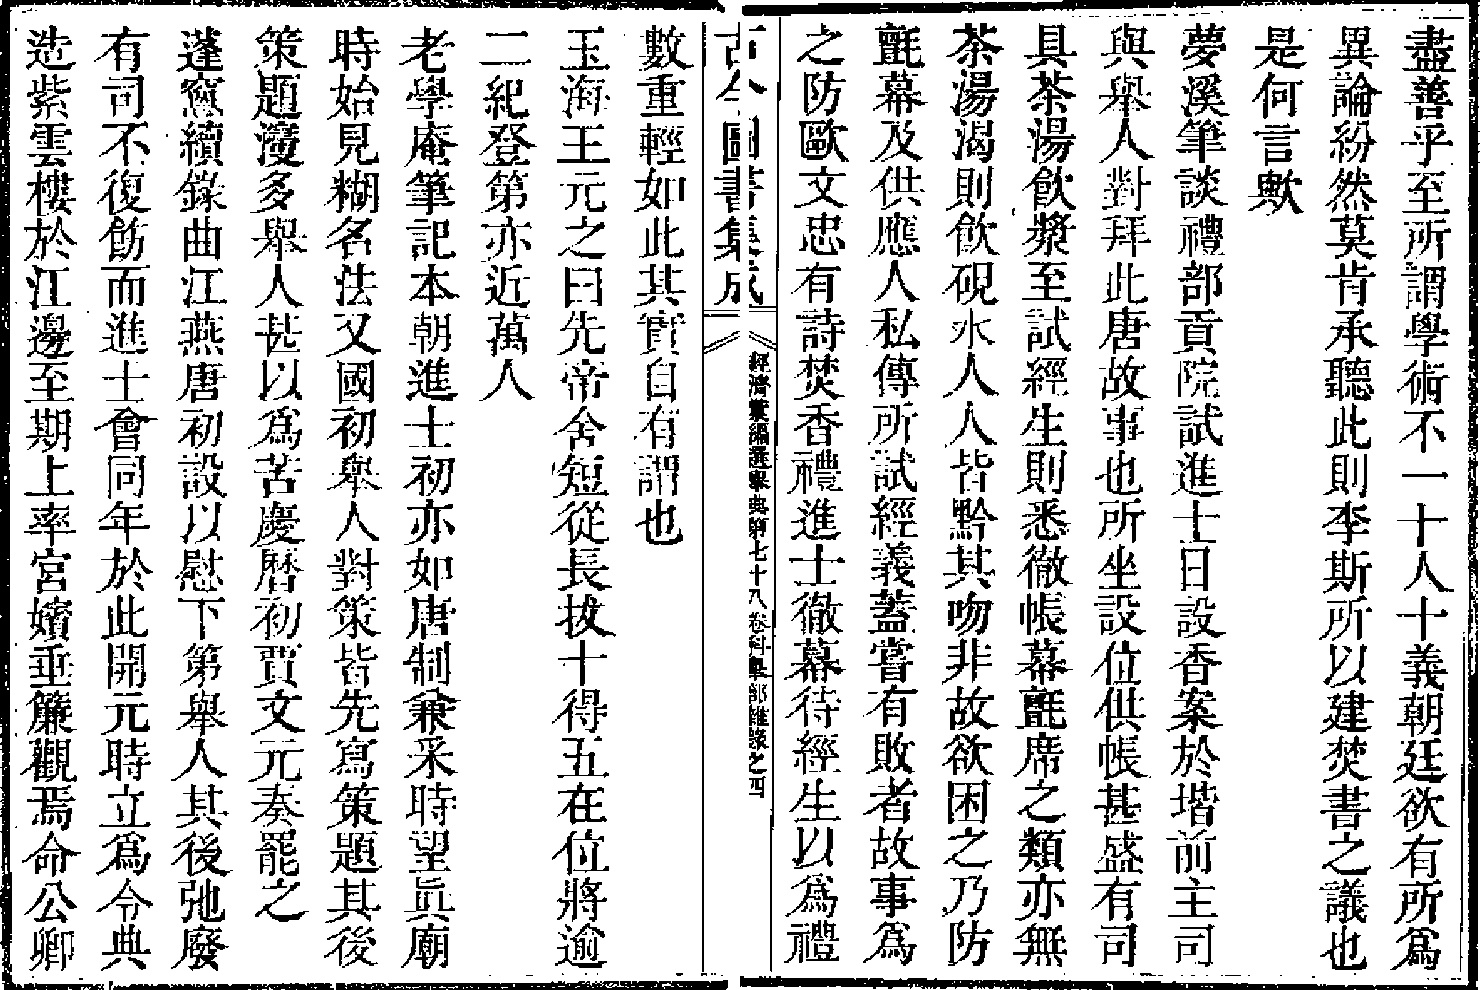 盡善乎至所謂學術不一十人十義朝廷欲有所爲
異論紛然莫肯承聽此則李斯所以建焚書之議也
是何言歟
夢溪筆談禮部貢院試進士日設香案於堦前主司
與舉人對拜此唐故事也所坐設位供帳甚盛有司
具茶湯飮漿至試經生則悉徹帳幕氈席之類亦無
茶湯渴則飮硯水人人皆黔其吻非故欲困之乃防
氈幕及供應人私傳所試經義蓋嘗有敗者故事爲
之防歐文忠有詩焚香禮進士徹幕待經生以爲禮
古今圖書集成
經濟彙編選舉典第七十八卷科舉部雜錄之四
數重輕如此其實自有謂也
玉海王元之曰先帝舍短從長拔十得五在位將逾
二紀登第亦近萬人
老學庵筆記本朝進士初亦如唐制兼采時望眞廟
時始見糊名法又國初舉人對策皆先寫策題其後
策題濅多舉人甚以爲苦慶曆初賈文元奏罷之
蓬窻續錄曲江燕唐初設以慰下第舉人其後弛廢
有司不復飭而進士會同年於此開元時立爲令典
造紫雲樓於江邊至期上率宮嬪垂簾觀焉命公卿